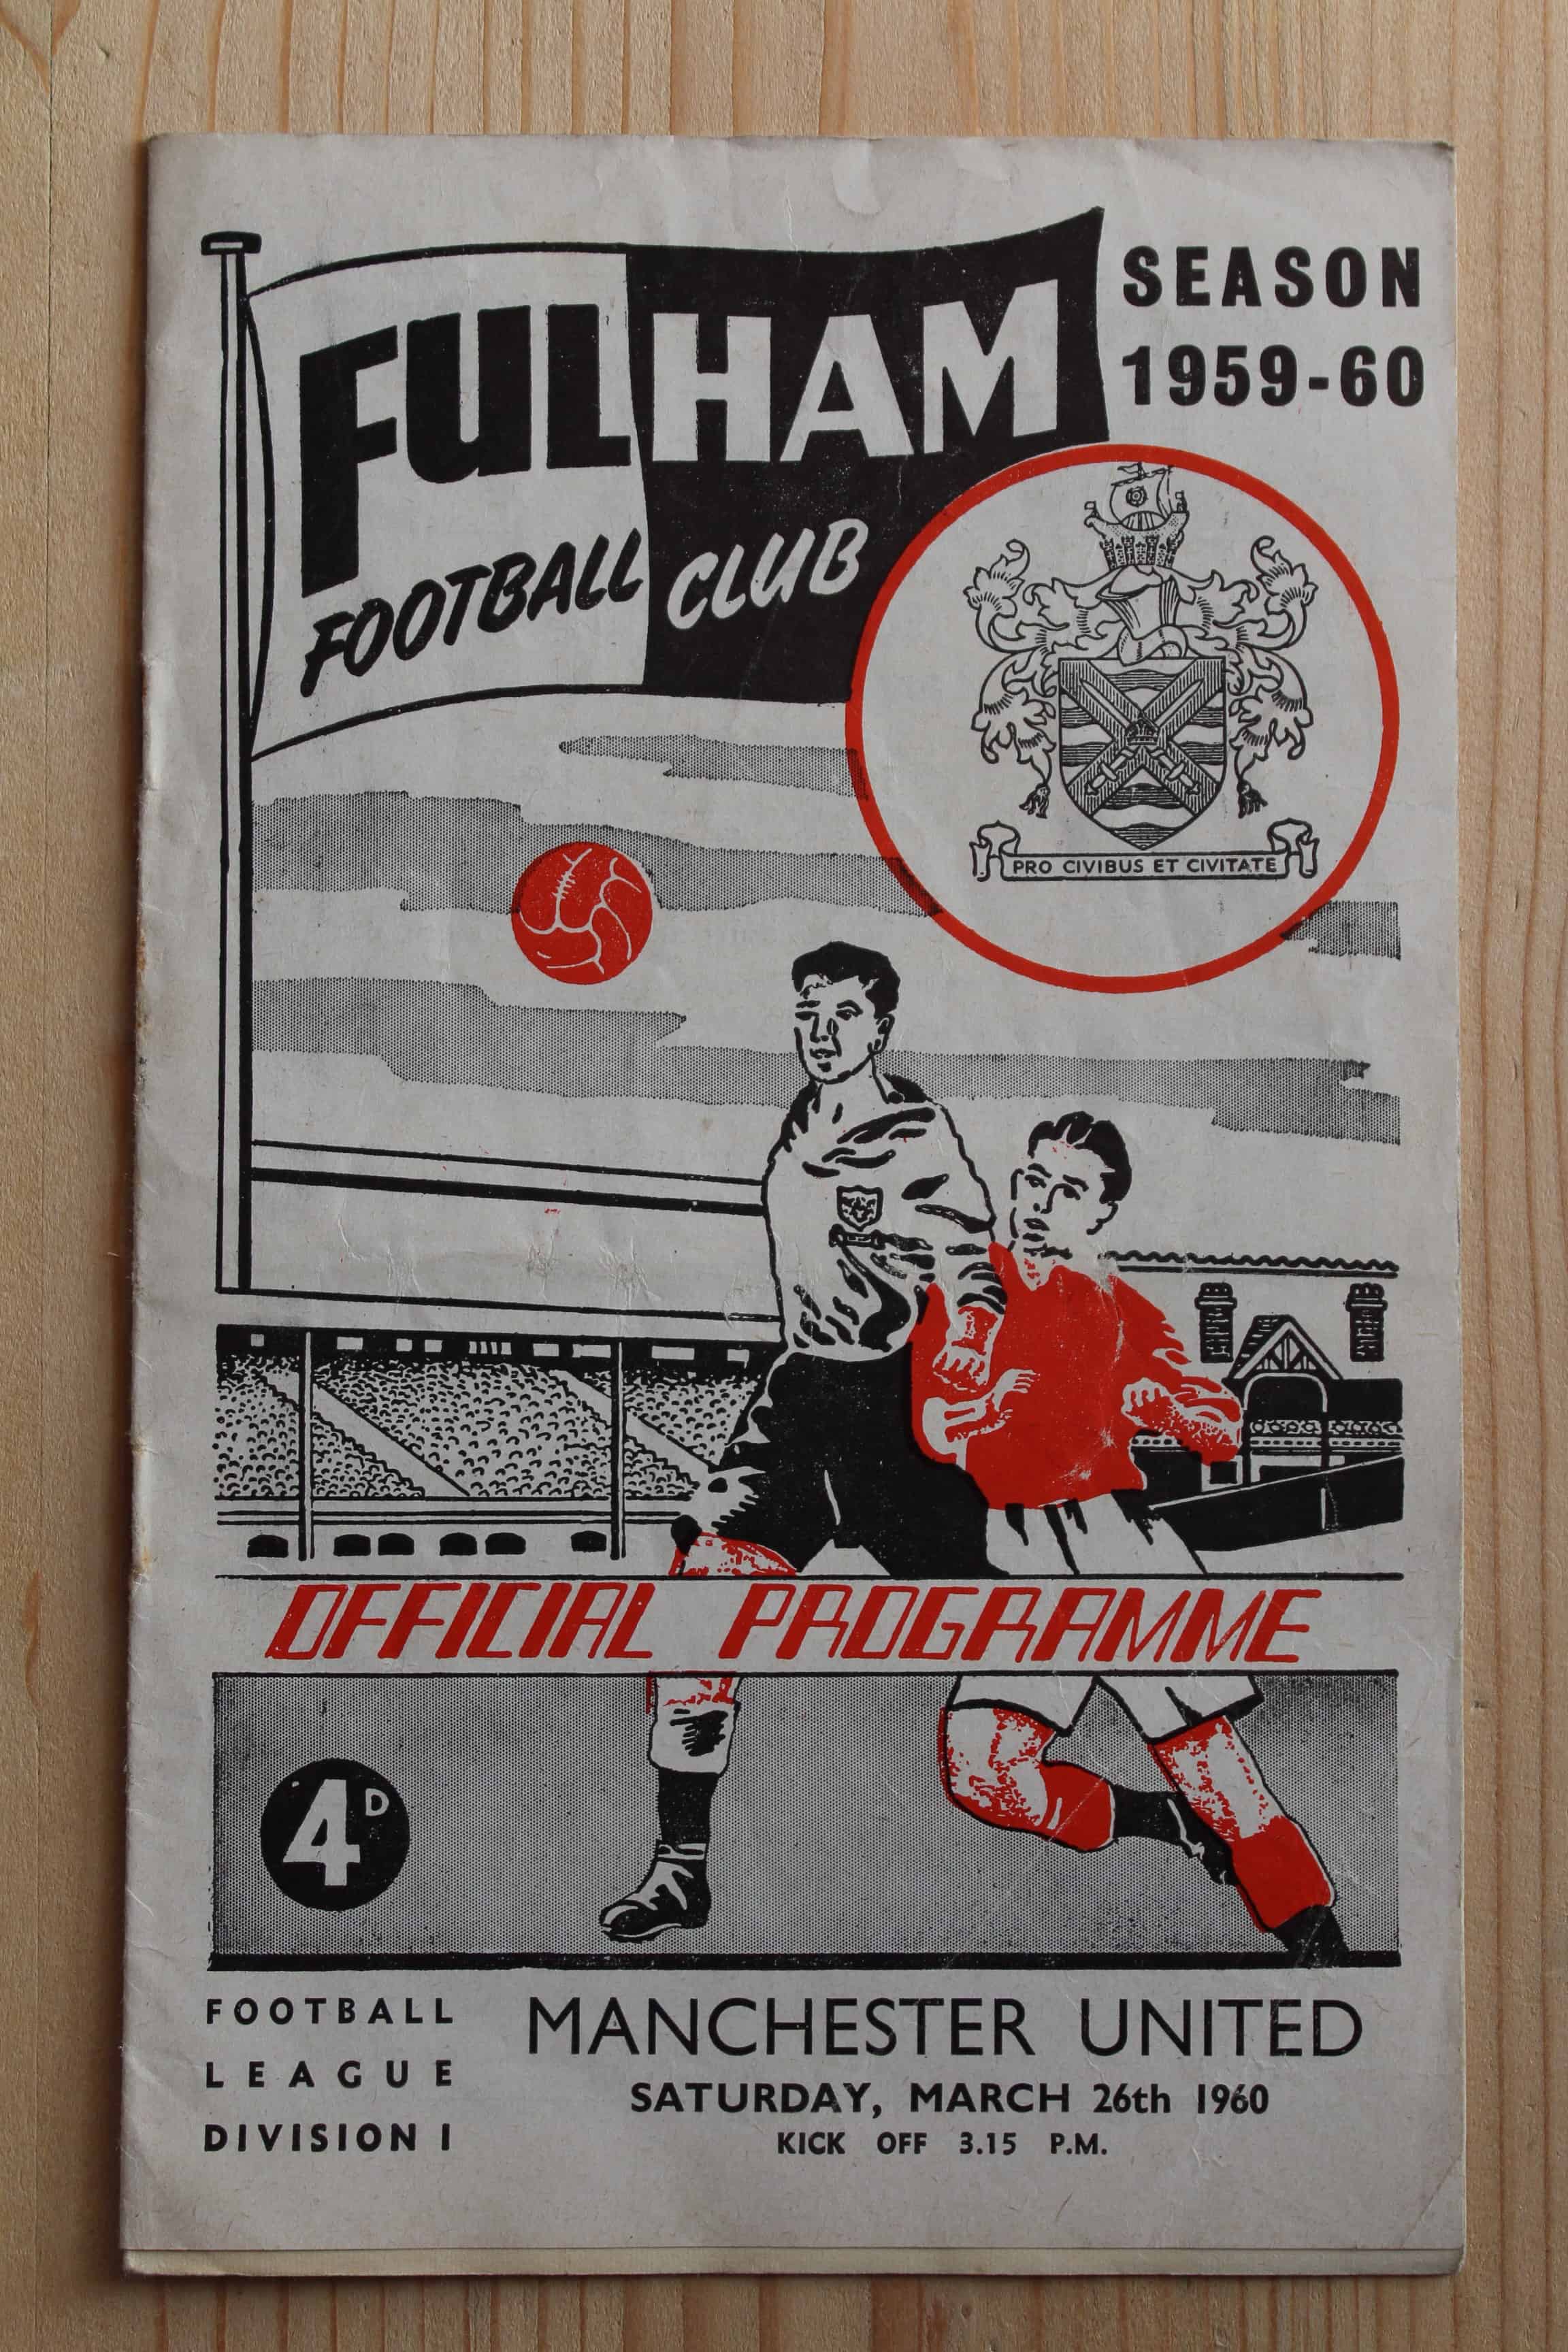 FULHAM
FOOTBALL CLUB
SEASON
1959-60
PRO CIVIBUS ET CIVITATE
OFFICIAL PROGRAMME
4D
FOOTBALL
LEAGUE
DIVISION I
MANCHESTER UNITED
SATURDAY, MARCH 26th 1960
KICK OFF 3.15 P.M.